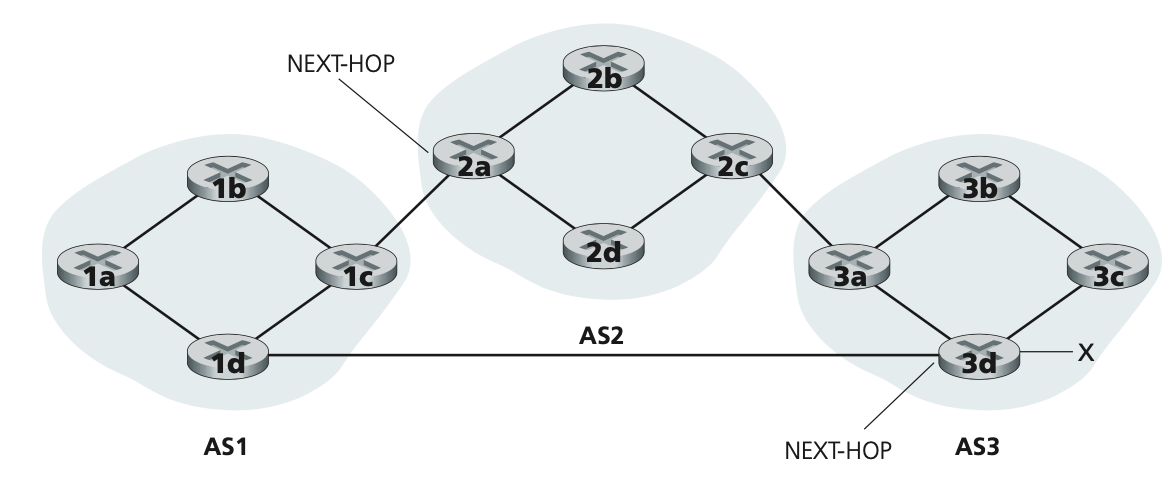 2b
NEXT-HOP
2a
2c
1b
3b
2d
1a
1c
3a
3c
AS2
1d
3d
X
AS1
NEXT-HOP
AS3